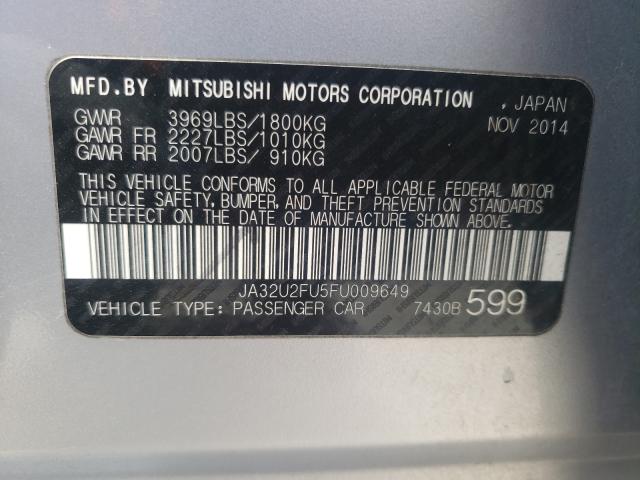 MFD. BY MITSUBISHI MOTORS CORPORATION , JAPAN
GVWR 3969LBS/1800KG NOV 2014
GAWR FR 2227LBS/1010KG
GAWR RR 2007LBS/ 910KG
THIS VEHICLE CONFORMS TO ALL APPLICABLE FEDERAL MOTOR
VEHICLE SAFETY, BUMPER, AND THEFT PREVENTION STANDARDS
IN EFFECT ON THE DATE OF MANUFACTURE SHOWN ABOVE.
JA32U2FU5FU009649
VEHICLE TYPE: PASSENGER CAR 7430B 599